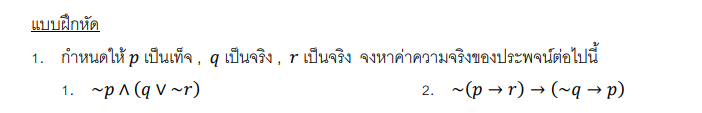 แบบฝึกหัด
1. กำหนดให้ p เป็นเท็จ , q เป็นจริง , r เป็นจริง จงหาค่าความจริงของประพจน์ต่อไปนี้
1. ~p ∧ (q ∨ ~r) 2. ~(p → r) → (~q → p)